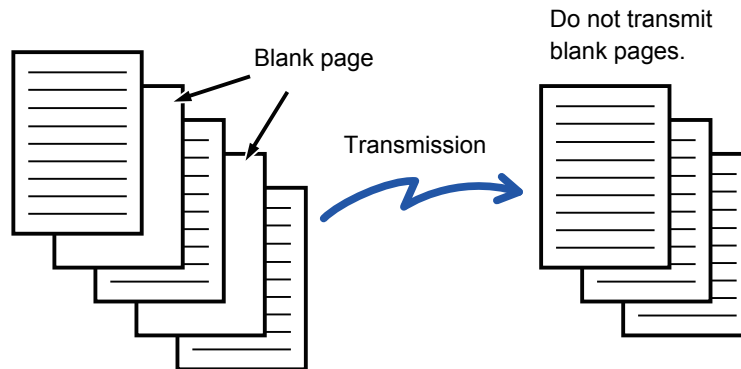 Do not transmit
blank pages.
Blank page
Transmission